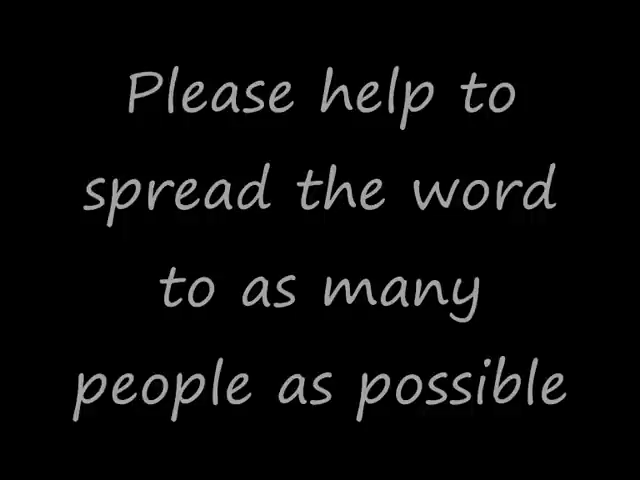 Please help to
spread the word
to as many
people as possible